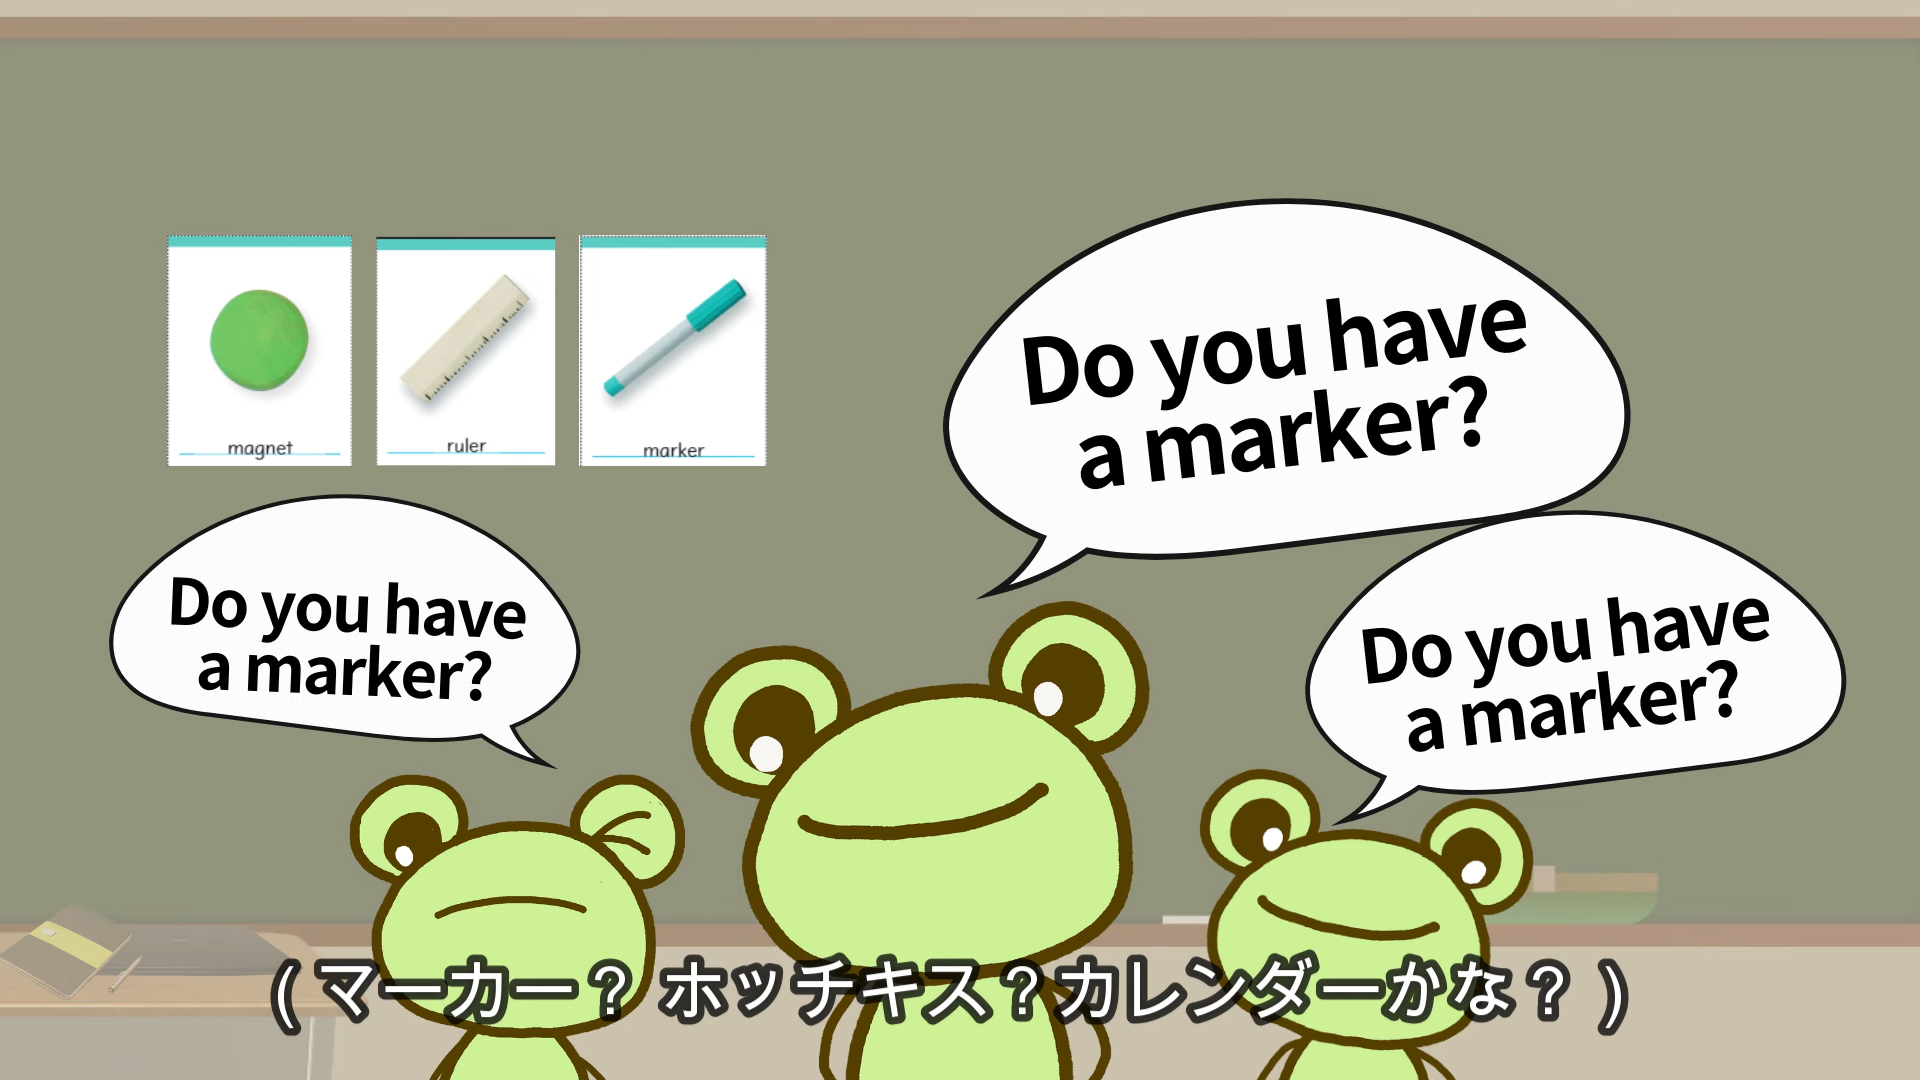 magnet
ruler
marker
Do you have
a marker?
Do you have
a marker?
Do you have
a marker?
(マーカー？ ホッチキス？カレンダーかな？)